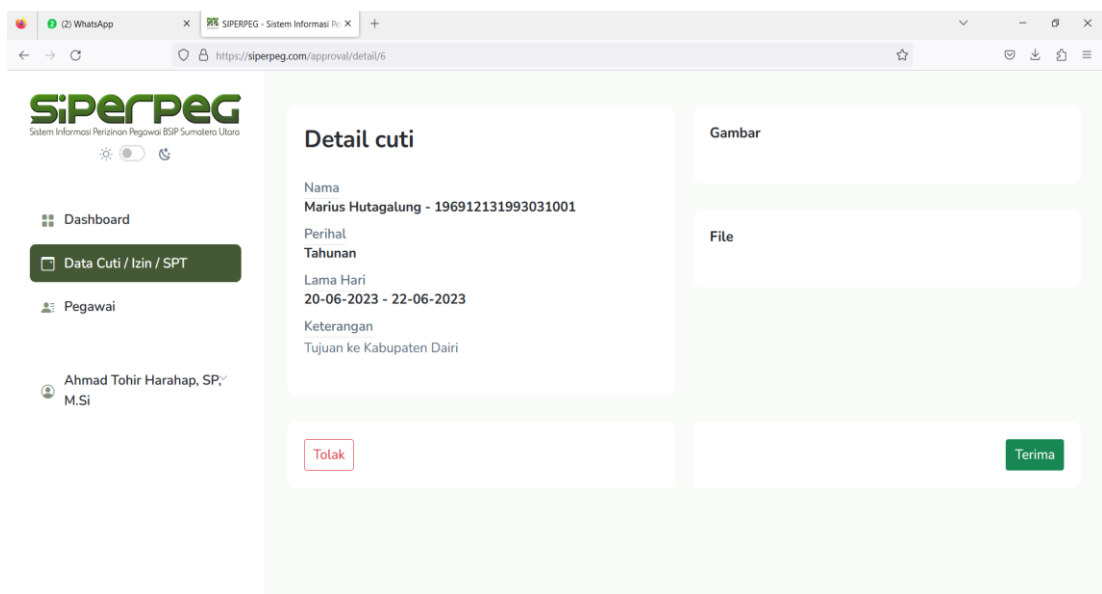 (2) WhatsApp
SIPERPEG - Sistem Informasi Pe
https://siperpeg.com/approval/detail/6
SiPerPEG
Sistem Informasi Perizinan Pegawai BSIP Sumatera Utara
Dashboard
Data Cuti / Izin / SPT
Pegawai
Ahmad Tohir Harahap, SP,
M.Si
Detail cuti
Nama
Marius Hutagalung - 196912131993031001
Perihal
Tahunan
Lama Hari
20-06-2023 - 22-06-2023
Keterangan
Tujuan ke Kabupaten Dairi
Gambar
File
Tolak
Terima